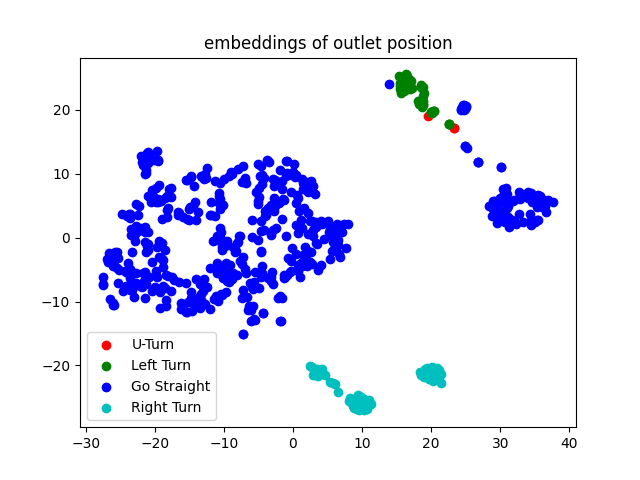 embeddings of outlet position
20
10
0
−10
−20
U-Turn
Left Turn
Go Straight
Right Turn
−30 −20 −10 0 10 20 30 40